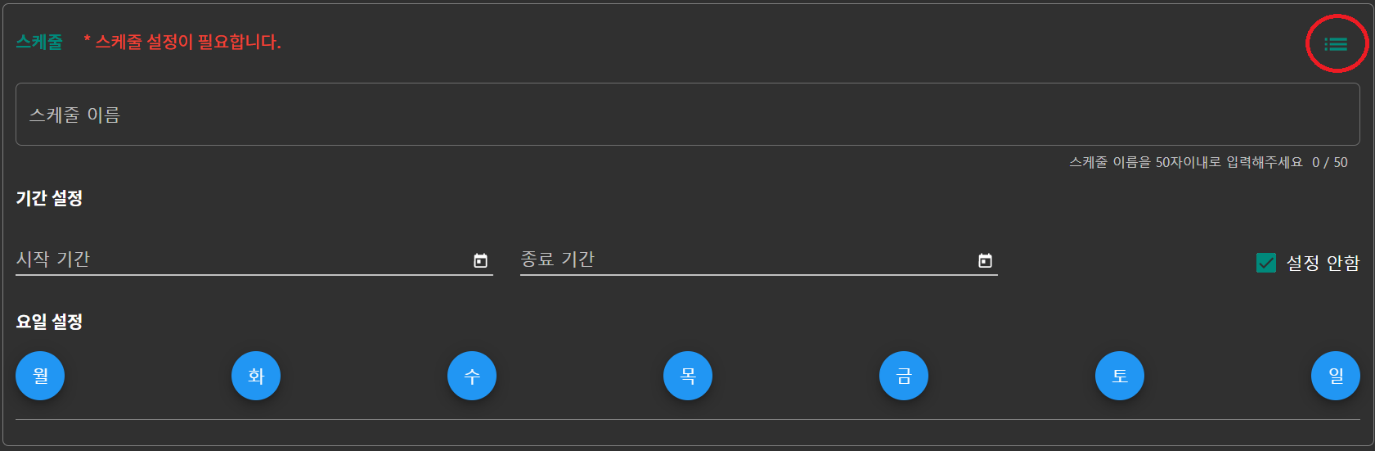 스케줄 * 스케줄 설정이 필요합니다.
스케줄 이름
스케줄 이름을 50자이내로 입력해주세요 0 / 50
기간 설정
시작 기간 종료 기간 설정 안함
요일 설정
월 화 수 목 금 토 일